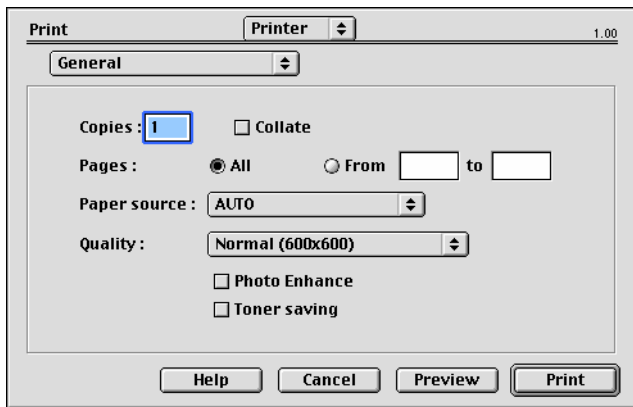 Print Printer 1.00
General
Copies : 1 Collate
Pages : All From to
Paper source : AUTO
Quality : Normal (600x600)
Photo Enhance
Toner saving
Help Cancel Preview Print